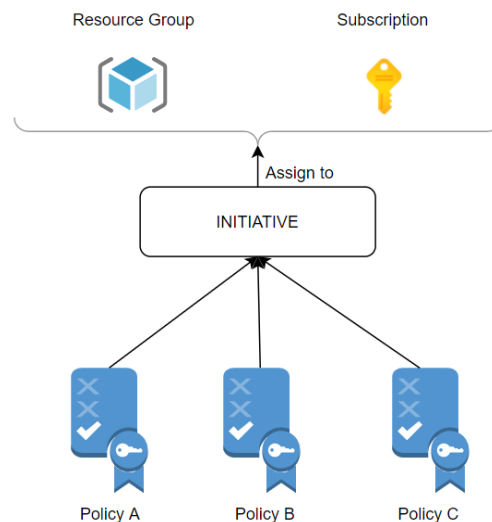 Resource Group
Subscription
Assign to
INITIATIVE
Policy A
Policy B
Policy C